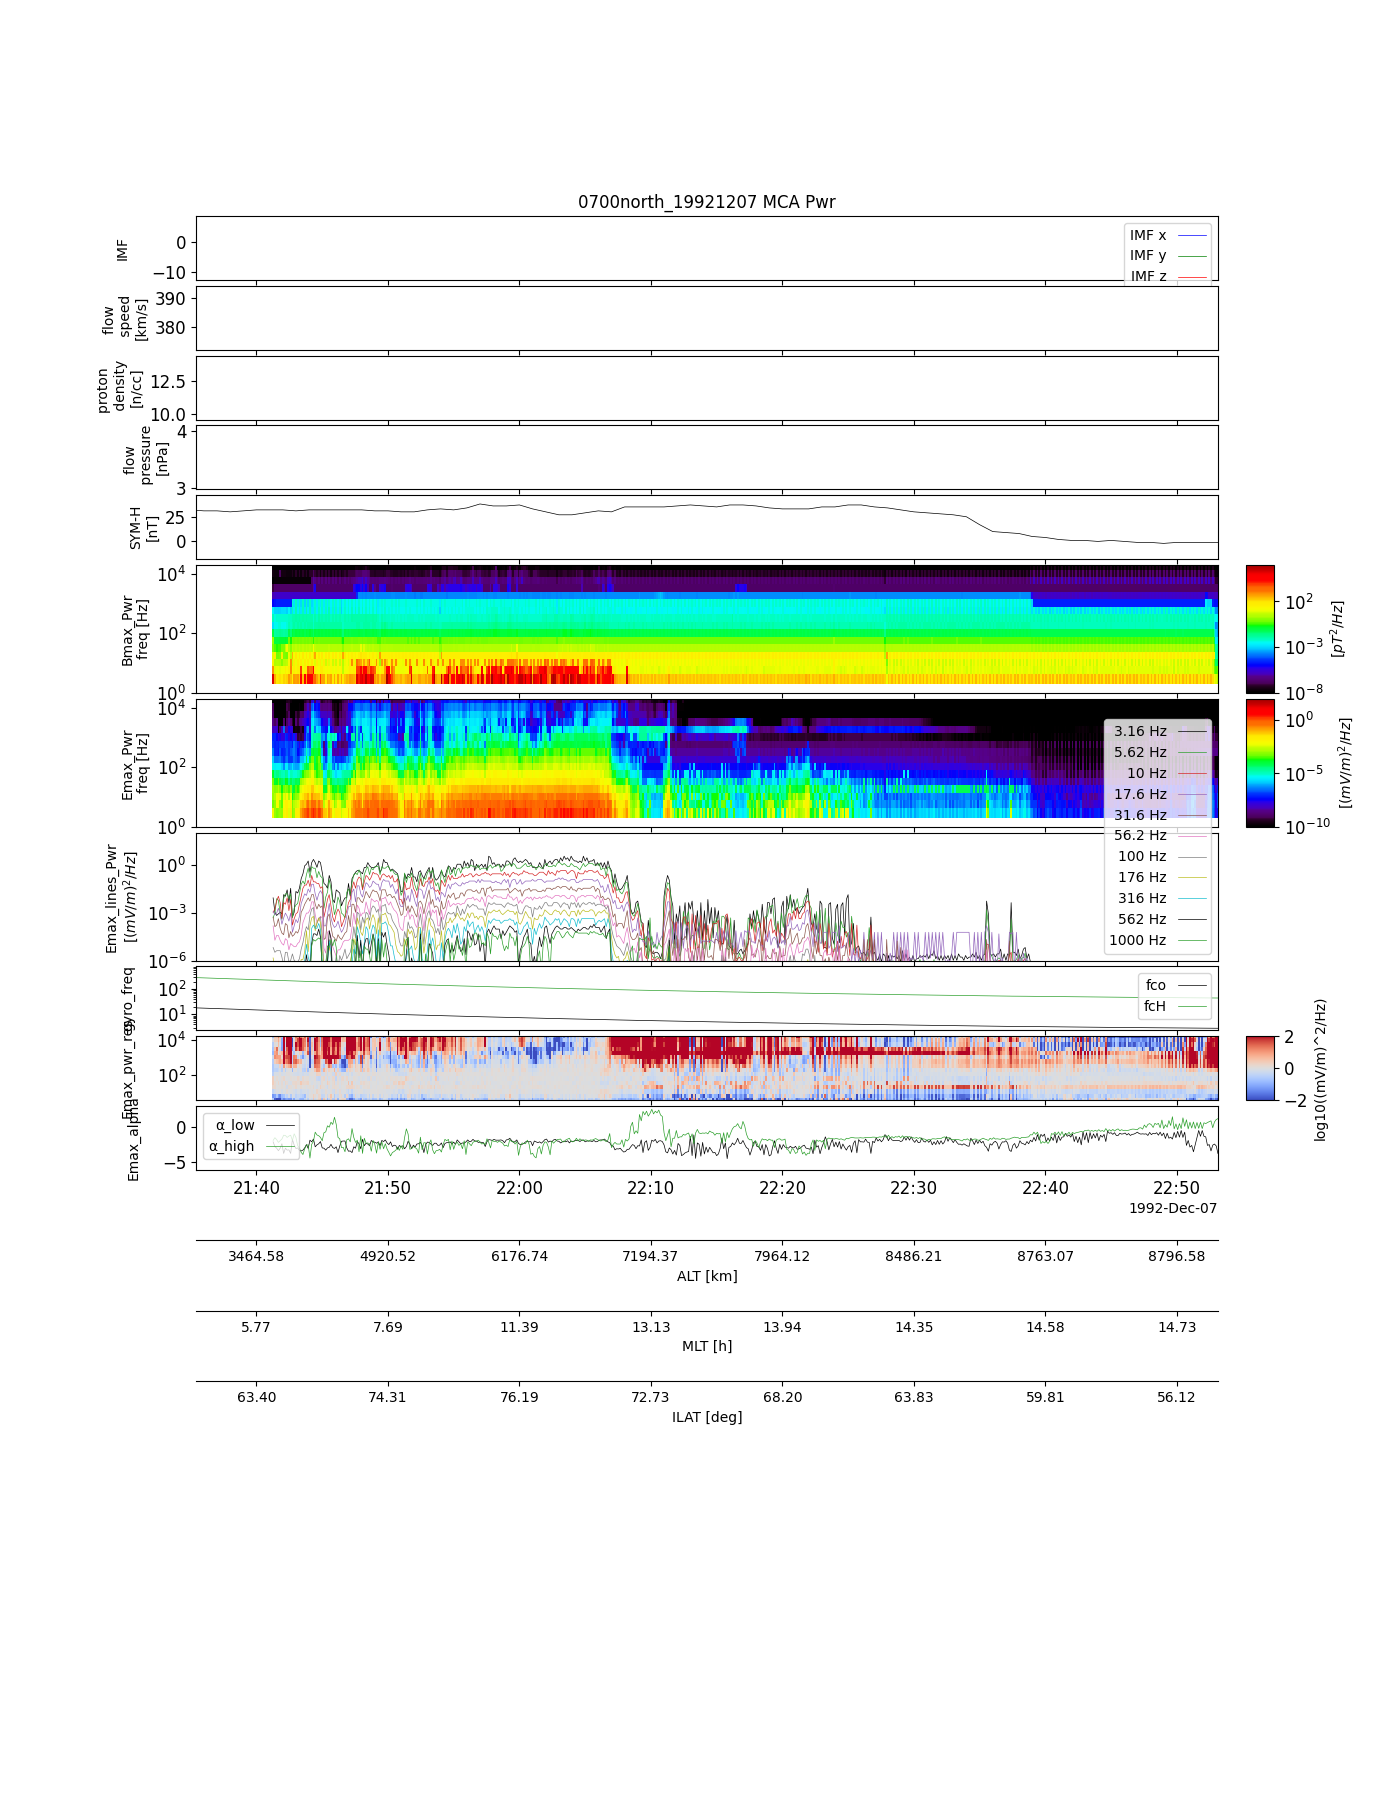 0700north_19921207 MCA Pwr
IMF
0
−10
IMF x
IMF y
IMF z
flow
speed
[km/s]
390
380
proton
density
[n/cc]
12.5
10.0
flow
pressure
[nPa]
4
3
SYM-H
[nT]
25
0
Bmax_Pwr
freq [Hz]
10^4
10^2
10^0
10^2
10^−3
10^−8
[pT^2/Hz]
Emax_Pwr
freq [Hz]
10^4
10^2
10^0
10^0
10^−5
10^−10
[(mV/m)^2/Hz]
3.16 Hz
5.62 Hz
10 Hz
17.6 Hz
31.6 Hz
56.2 Hz
100 Hz
176 Hz
316 Hz
562 Hz
1000 Hz
Emax_lines_Pwr
[(mV/m)^2/Hz]
10^0
10^−3
10^−6
10^2
10^1
fco
fcH
10^4
10^2
2
0
−2
log10((mV/m)^2/Hz)
Emax_alpha
0
−5
α_low
α_high
21:40 21:50 22:00 22:10 22:20 22:30 22:40 22:50
1992-Dec-07
3464.58 4920.52 6176.74 7194.37 7964.12 8486.21 8763.07 8796.58
ALT [km]
5.77 7.69 11.39 13.13 13.94 14.35 14.58 14.73
MLT [h]
63.40 74.31 76.19 72.73 68.20 63.83 59.81 56.12
ILAT [deg]